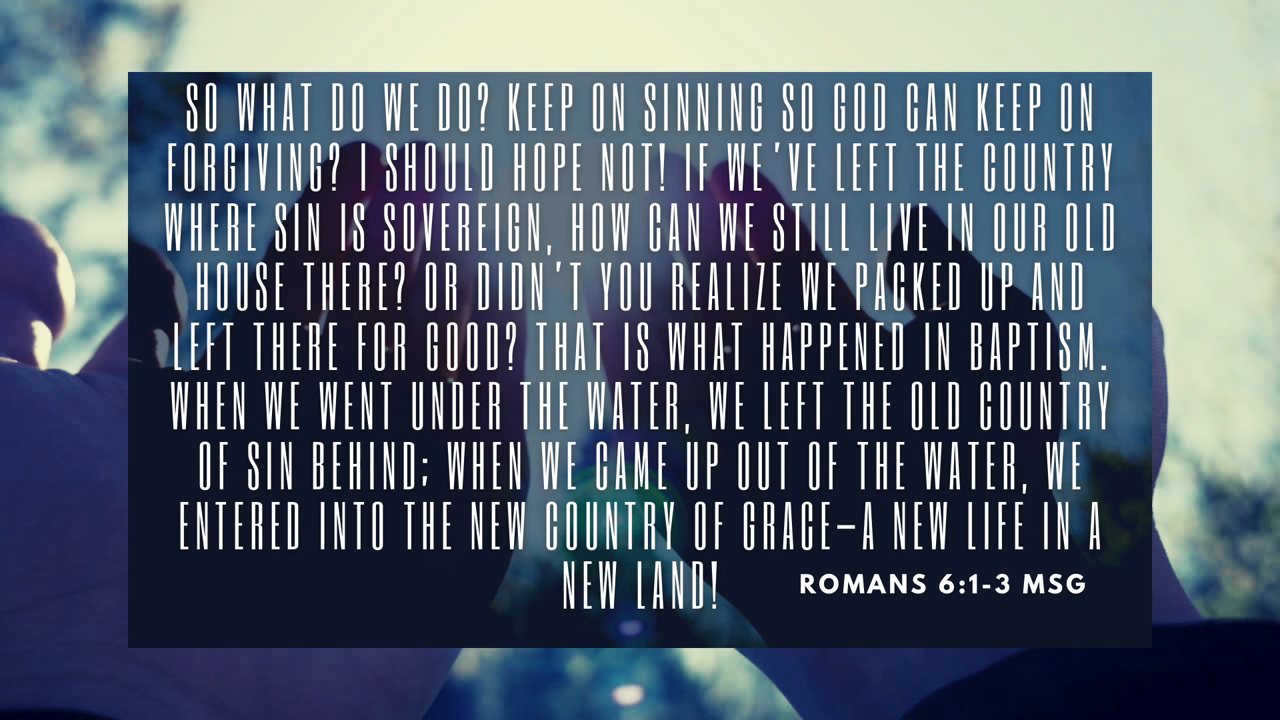 SO WHAT DO WE DO? KEEP ON SINNING SO GOD CAN KEEP ON
FORGIVING? I SHOULD HOPE NOT! IF WE'VE LEFT THE COUNTRY
WHERE SIN IS SOVEREIGN, HOW CAN WE STILL LIVE IN OUR OLD
HOUSE THERE? OR DIDN'T YOU REALIZE WE PACKED UP AND
LEFT THERE FOR GOOD? THAT IS WHAT HAPPENED IN BAPTISM.
WHEN WE WENT UNDER THE WATER, WE LEFT THE OLD COUNTRY
OF SIN BEHIND; WHEN WE CAME UP OUT OF THE WATER, WE
ENTERED INTO THE NEW COUNTRY OF GRACE—A NEW LIFE IN A
NEW LAND!
ROMANS 6:1-3 MSG